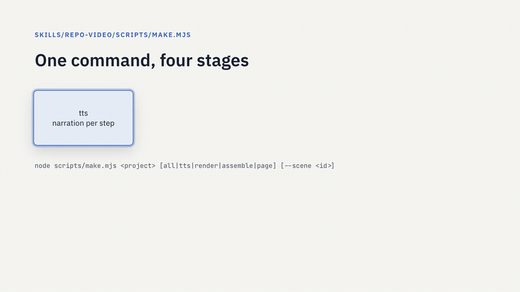 SKILLS/REPO-VIDEO/SCRIPTS/MAKE.MJS
One command, four stages
tts
narration per step
node scripts/make.mjs <project> [all|tts|render|assemble|page] [--scene <id>]